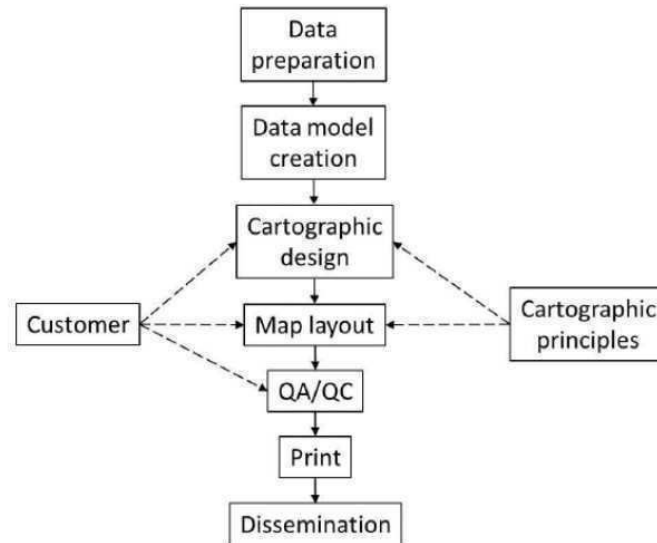 Data
preparation
Data model
creation
Cartographic
design
Customer
Map layout
Cartographic
principles
QA/QC
Print
Dissemination